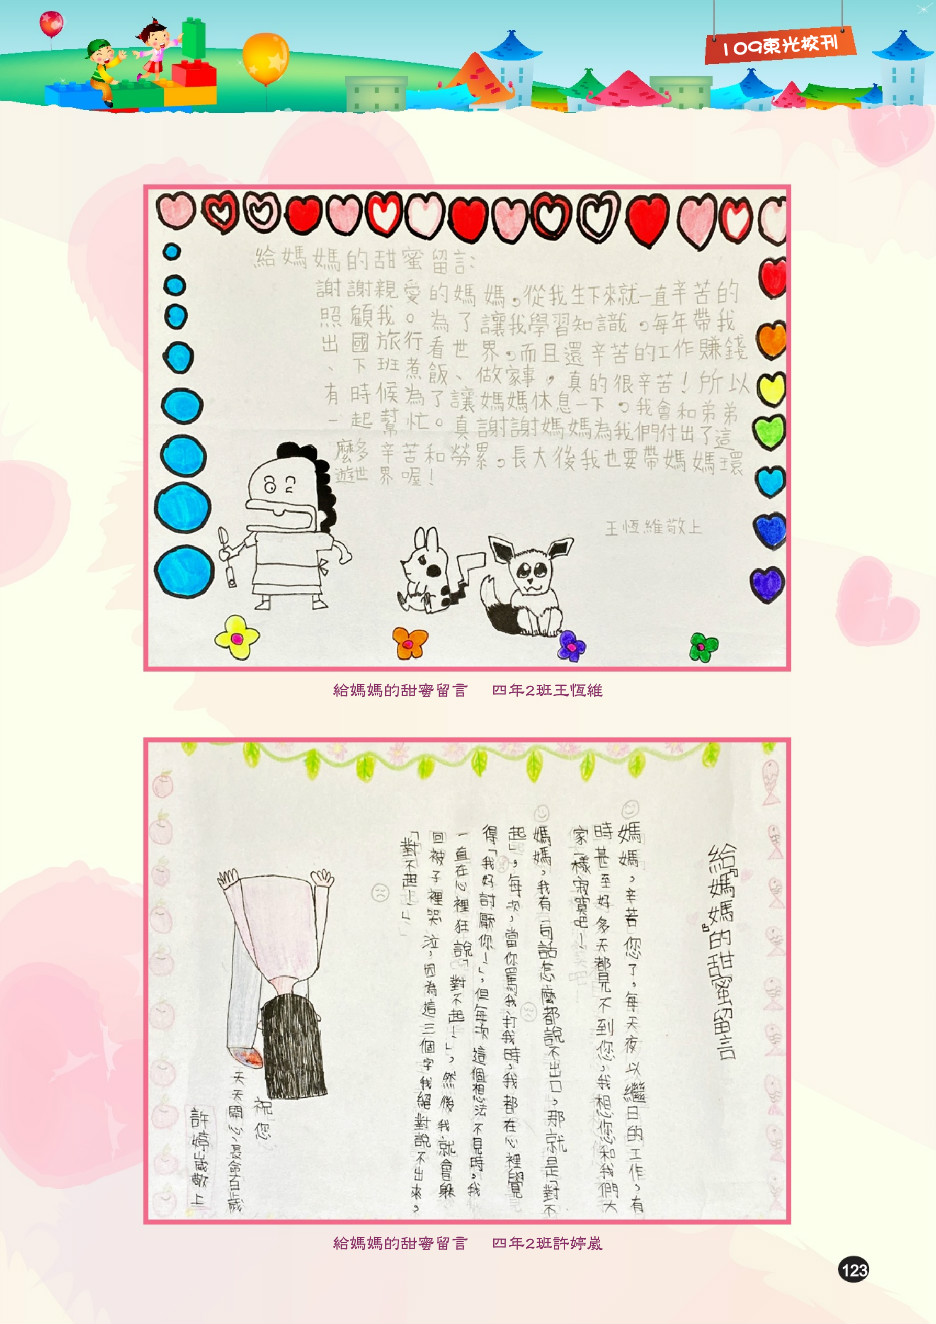 109東光校刊
給媽媽的甜蜜留言:
謝謝親愛的媽媽。從我生下來就一直辛苦的
照顧我。為了讓我學習知識。每年帶我
出國旅行看世界。而且還辛苦的工作賺錢
、下班煮飯、做家事，真的很辛苦！所以
有時候為了讓媽媽休息一下。我會和弟弟
一起幫忙。真謝謝媽媽為我們付出了這
麼多辛苦和勞累。長大後我也要帶媽媽環
遊世界喔！
王恆維敬上
給媽媽的甜蜜留言 四年2班王恆維
給「媽媽」的甜蜜留言
媽媽，辛苦您了，每天夜以繼日的工作，有
時甚至好多天都見不到您，我想您和我們大
家一樣寂寞吧！
媽媽，我有一句話怎麼都說不出口，那就是「對不
起」，每次，當你罵我、打我時，我都在心裡覺
得「我好討厭你！」，但每次這個想法不見時，我
一直在心裡狂說「對不起！」，然後我就會躲
回被子裡哭泣，因為這三個字我絕對說不出來，
「對不起！」
祝您
天天開心，長命百歲
許婷崴敬上
給媽媽的甜蜜留言 四年2班許婷崴
123